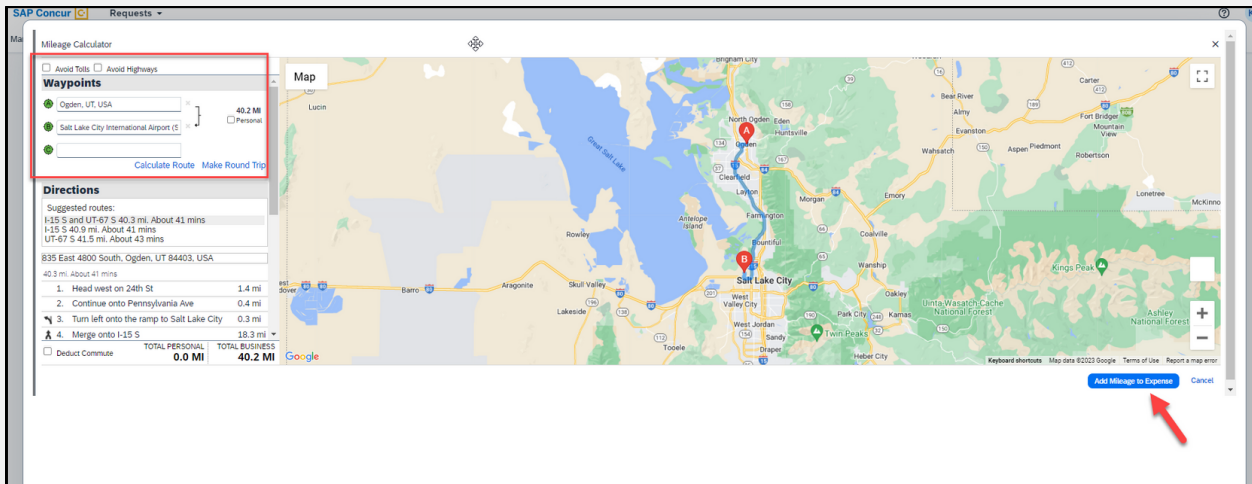 SAP Concur C Requests
Mileage Calculator
×
Avoid Tolls Avoid Highways
Waypoints
A Ogden, UT, USA ×
40.2 MI
Personal
B Salt Lake City International Airport (S ×
C
Calculate Route Make Round Trip
Directions
Suggested routes:
I-15 S and UT-67 S 40.3 mi. About 41 mins
I-15 S 40.9 mi. About 41 mins
UT-67 S 41.5 mi. About 43 mins
835 East 4800 South, Ogden, UT 84403, USA
40.3 mi. About 41 mins
1. Head west on 24th St 1.4 mi
2. Continue onto Pennsylvania Ave 0.4 mi
3. Turn left onto the ramp to Salt Lake City 0.3 mi
4. Merge onto I-15 S 18.3 mi
Deduct Commute
TOTAL PERSONAL TOTAL BUSINESS
0.0 MI 40.2 MI
Map
Brigham City
Lucin
Great Salt Lake
North Ogden Eden
Huntsville
A
Ogden
Clearfield
Layton
Morgan
Antelope Island
Farmington
Rowley
Bountiful
B
Salt Lake City
Barro
Aragonite
Skull Valley
Lakeside
West Valley City
West Jordan
Sandy
Tooele
Draper
Twin Peaks
Park City
Kamas
Heber City
Oakley
Wanship
Coalville
Emory
Wahsatch
Evanston
Almy
Bear River
Aspen
Piedmont
Carter
Fort Bridger
Mountain View
Robertson
Lonetree
McKinno
Kings Peak
Uinta-Wasatch-Cache National Forest
Ashley National Forest
Google
Keyboard shortcuts Map data ©2023 Google Terms of Use Report a map error
Add Mileage to Expense Cancel